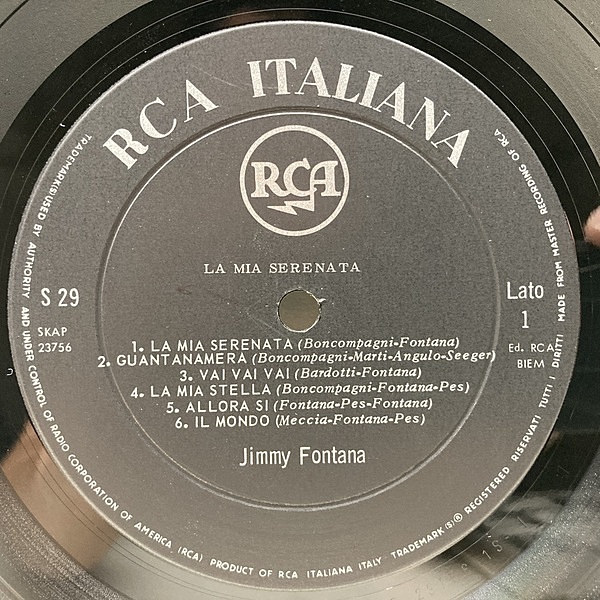 RCA ITALIANA
RCA
LA MIA SERENATA
S 29
SKAP
23756
Lato
1
Ed. RCA
BIEM
1. LA MIA SERENATA (Boncompagni-Fontana)
2. GUANTANAMERA (Boncompagni-Marti-Angulo-Seeger)
3. VAI VAI VAI (Bardotti-Fontana)
4. LA MIA STELLA (Boncompagni-Fontana-Pes)
5. ALLORA SI (Fontana-Pes-Fontana)
6. IL MONDO (Meccia-Fontana-Pes)
Jimmy Fontana
TRADEMARK(S) USED BY AUTHORITY AND UNDER CONTROL OF RADIO CORPORATION OF AMERICA (RCA) PRODUCT OF RCA ITALIANA ITALY - TRADEMARK(S)® REGISTERED RISERVATI TUTTI I DIRITTI MADE FROM MASTER RECORDING OF RCA